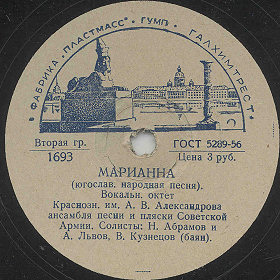 ФАБРИКА „ПЛАСТМАСС" ГУМП • ГАЛХИМТРЕСТ
Вторая гр.
ГОСТ 5289-56
1693
Цена 3 руб.
МАРИАННА
(югослав. народная песня).
Вокальн. октет
Краснозн. им. А. В. Александрова
ансамбля песни и пляски Советской
Армии. Солисты: Н. Абрамов и
А. Львов, В. Кузнецов (баян).